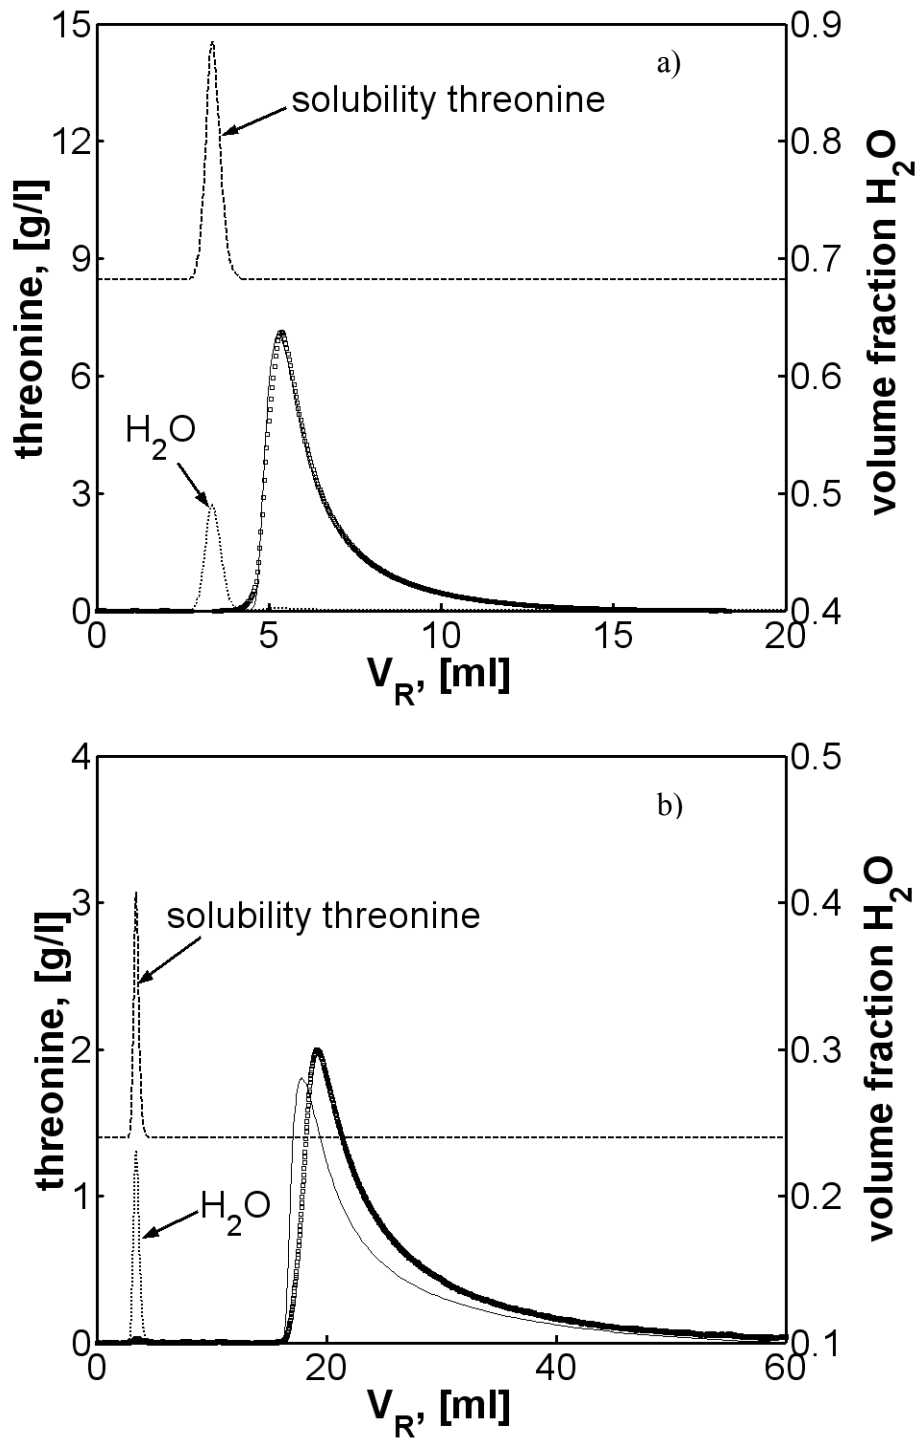 15
12
9
6
3
0
threonine, [g/l]
0.9
0.8
0.7
0.6
0.5
0.4
volume fraction H2O
a)
solubility threonine
H2O
0 5 10 15 20
VR, [ml]
4
3
2
1
0
threonine, [g/l]
0.5
0.4
0.3
0.2
0.1
volume fraction H2O
b)
solubility threonine
H2O
0 20 40 60
VR, [ml]